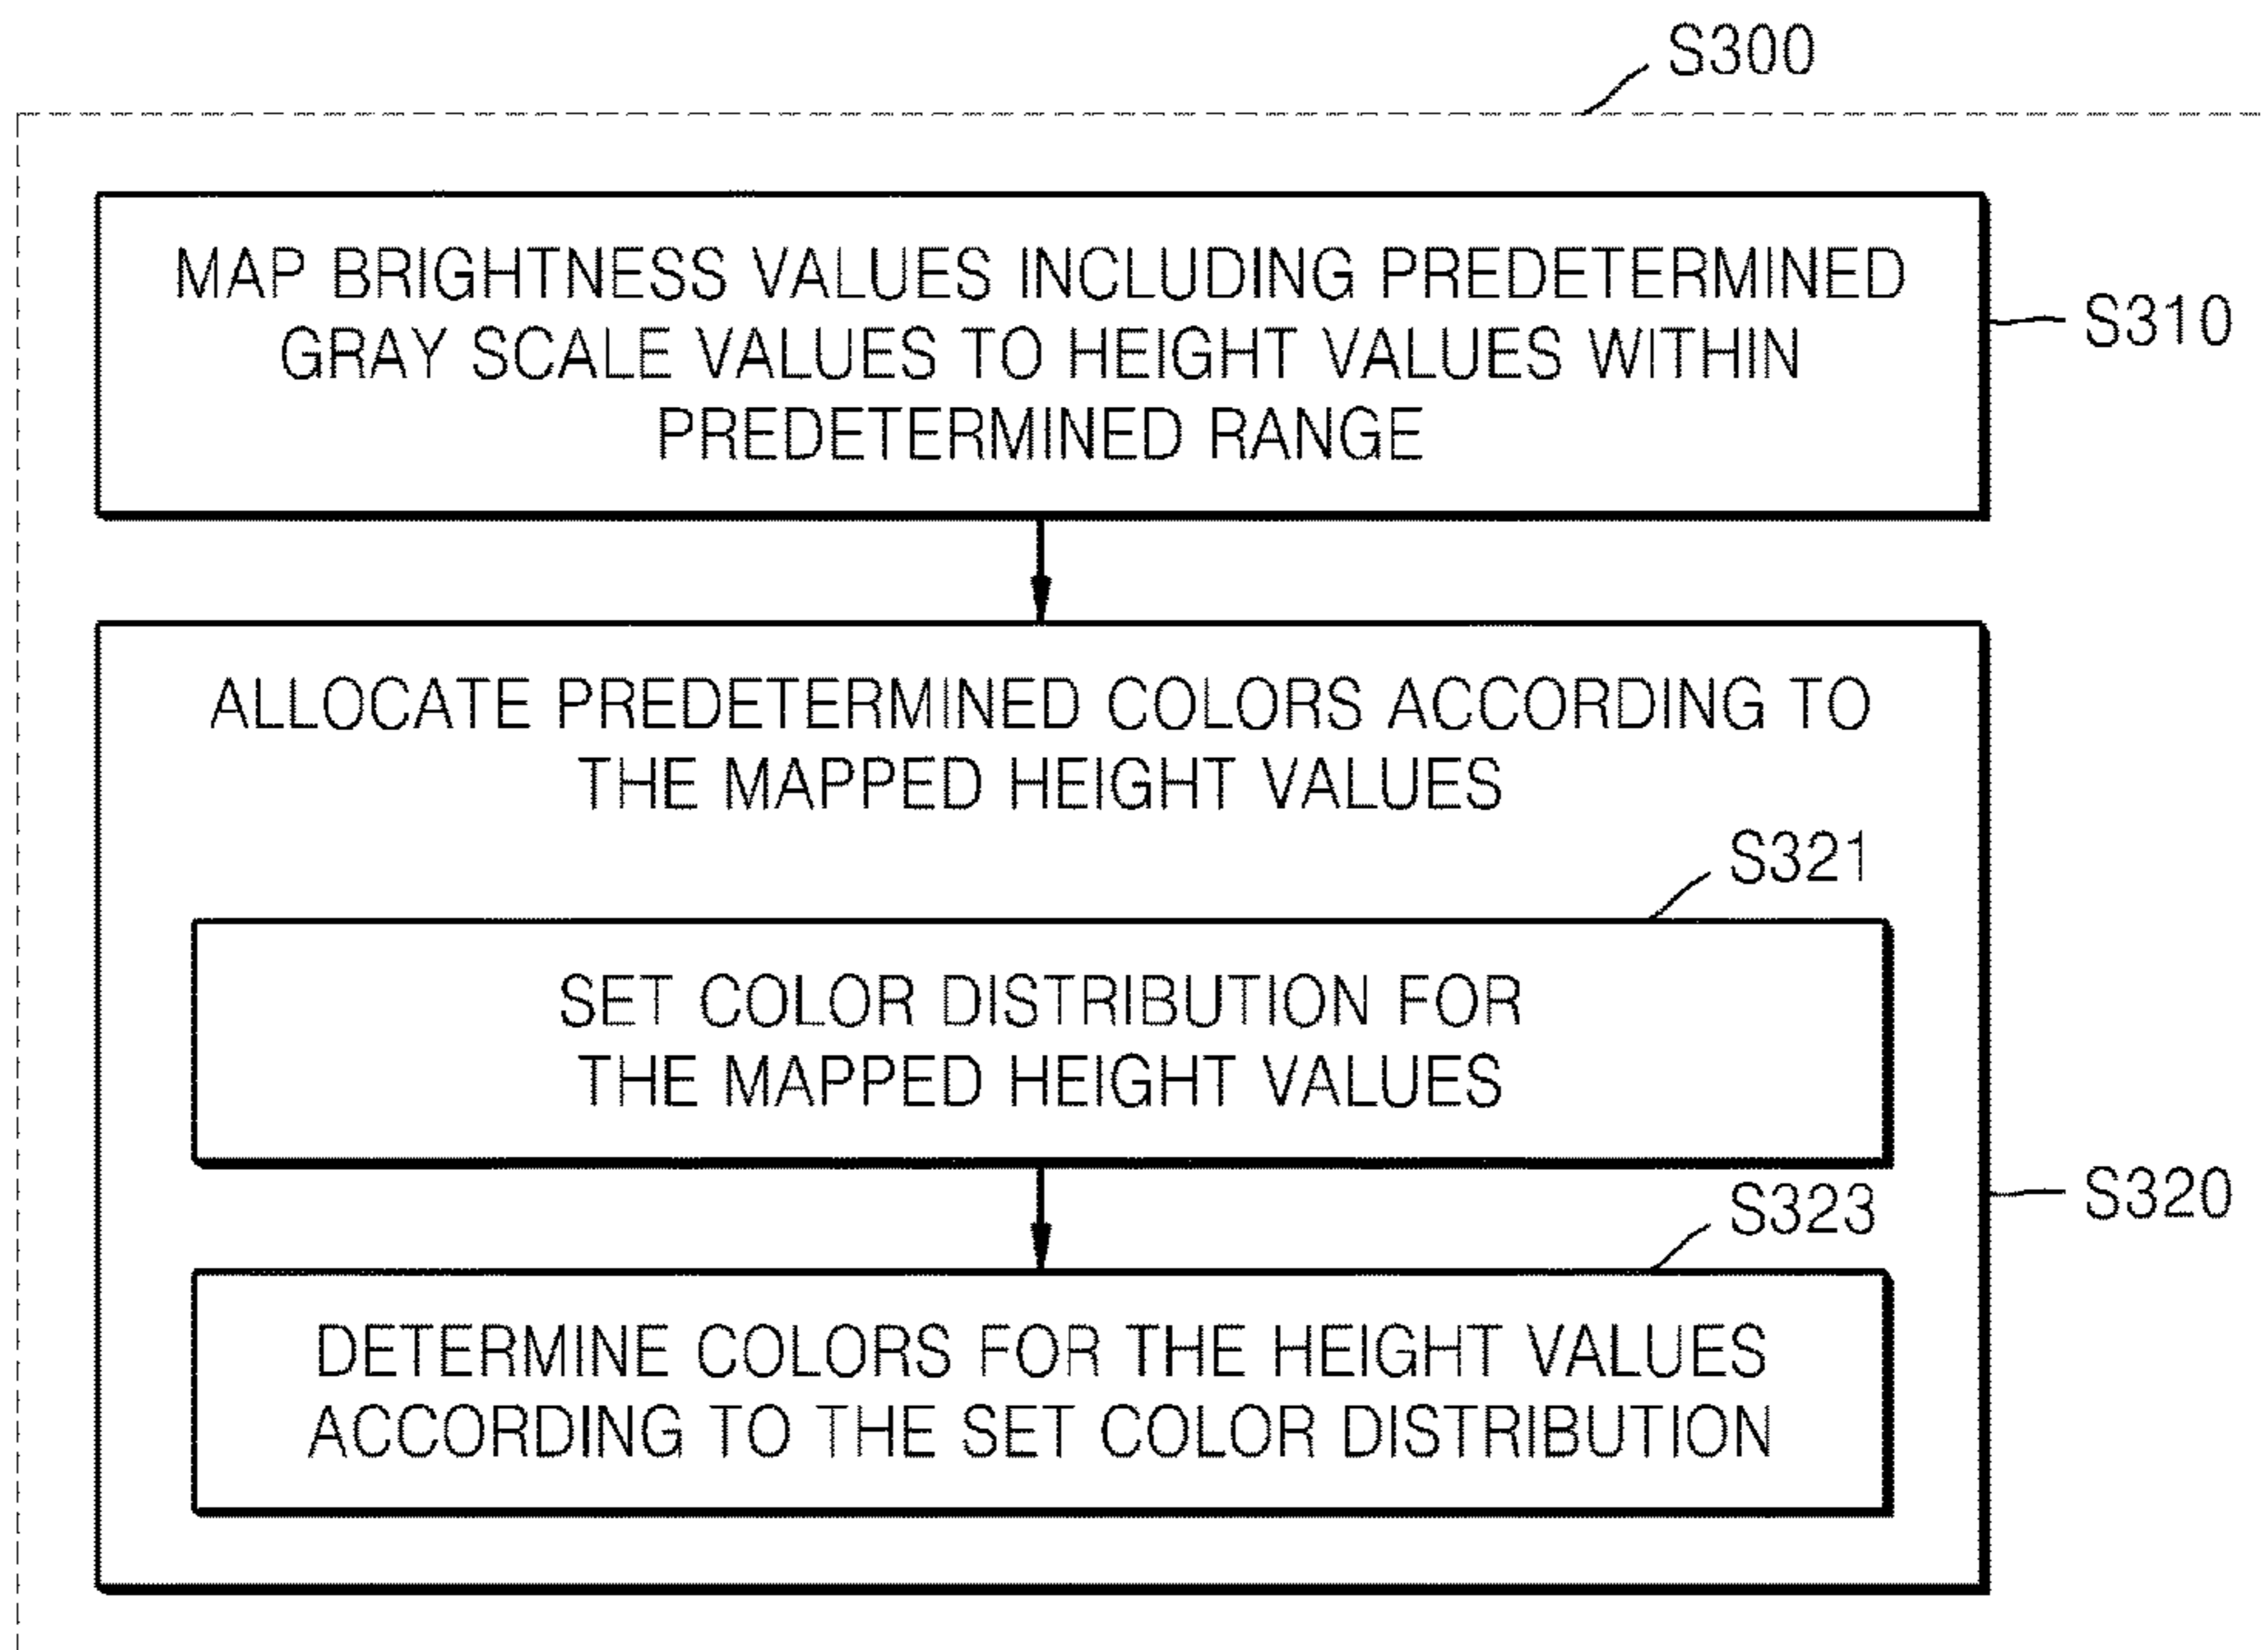 S300
MAP BRIGHTNESS VALUES INCLUDING PREDETERMINED
GRAY SCALE VALUES TO HEIGHT VALUES WITHIN
PREDETERMINED RANGE
S310
ALLOCATE PREDETERMINED COLORS ACCORDING TO
THE MAPPED HEIGHT VALUES
S321
SET COLOR DISTRIBUTION FOR
THE MAPPED HEIGHT VALUES
S320
S323
DETERMINE COLORS FOR THE HEIGHT VALUES
ACCORDING TO THE SET COLOR DISTRIBUTION